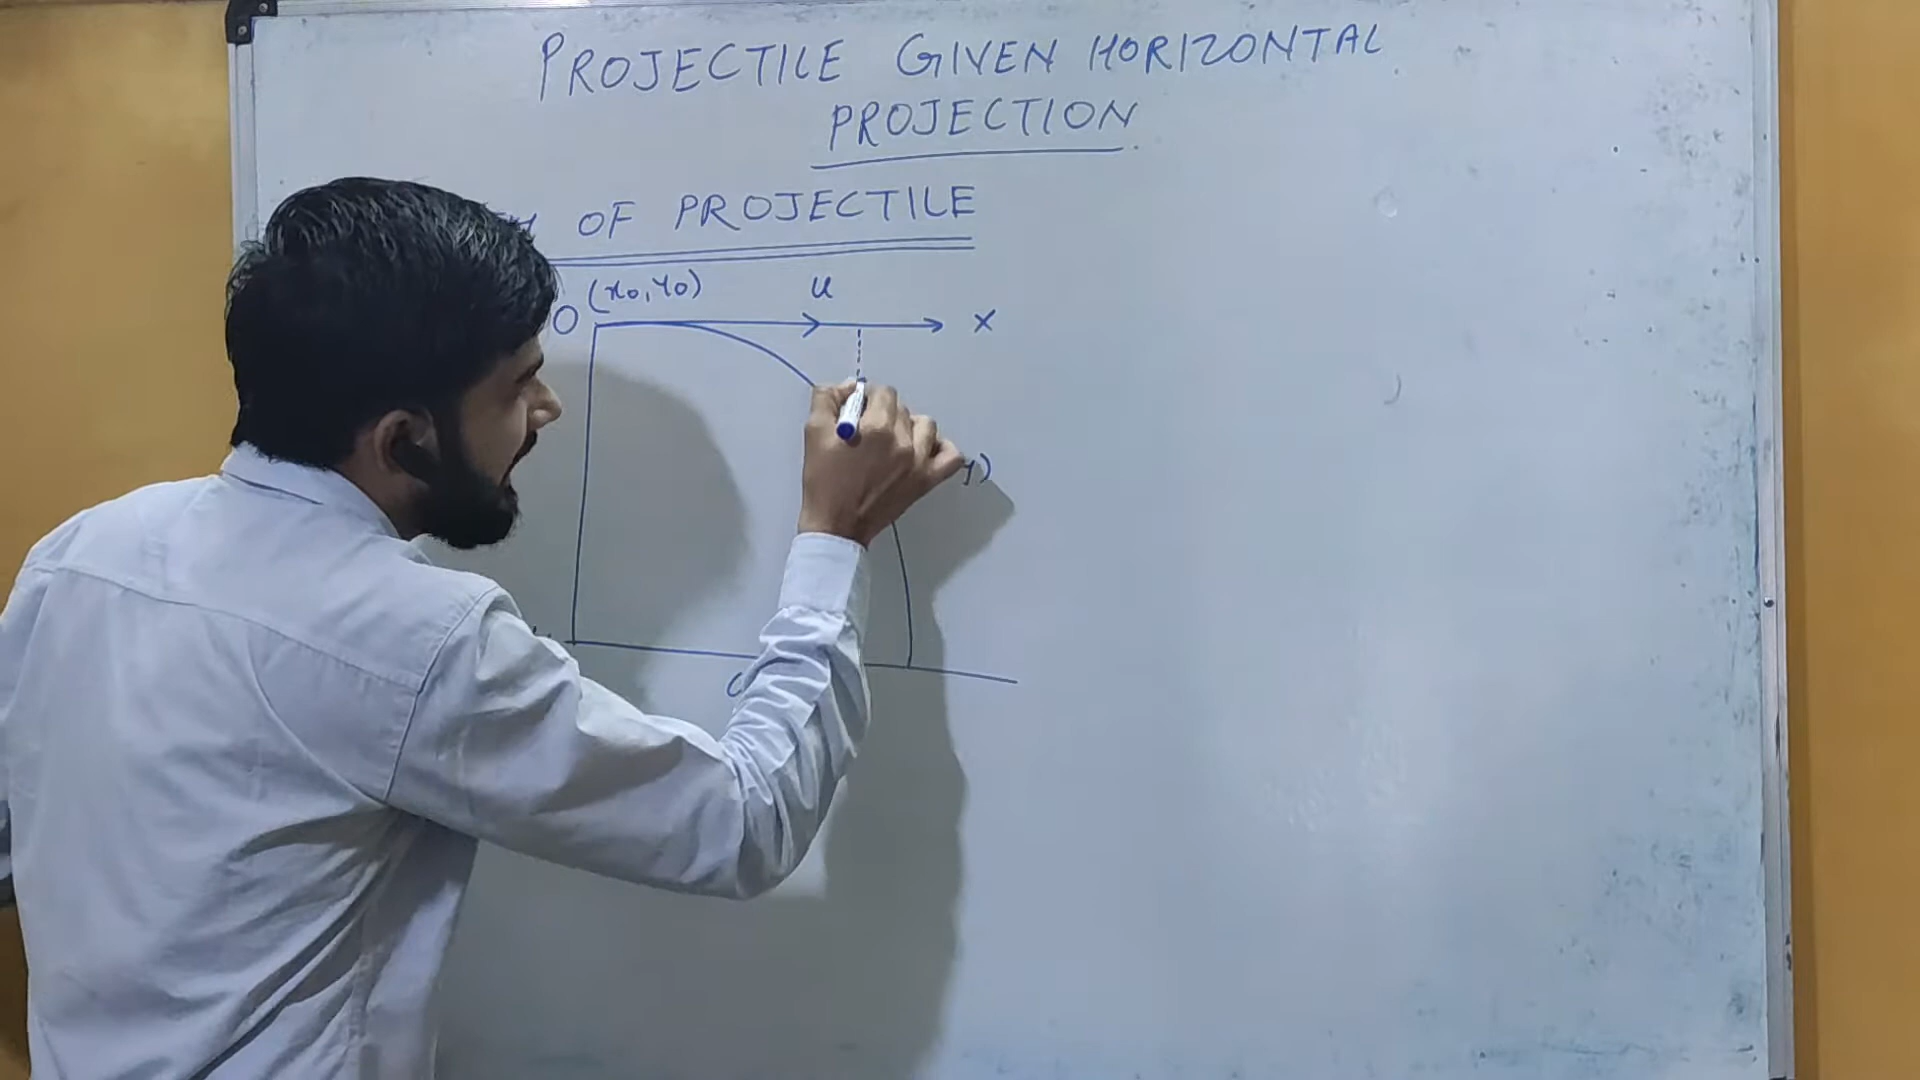 PROJECTILE GIVEN HORIZONTAL
PROJECTION
OF PROJECTILE
O (x₀, y₀) u
X
y)